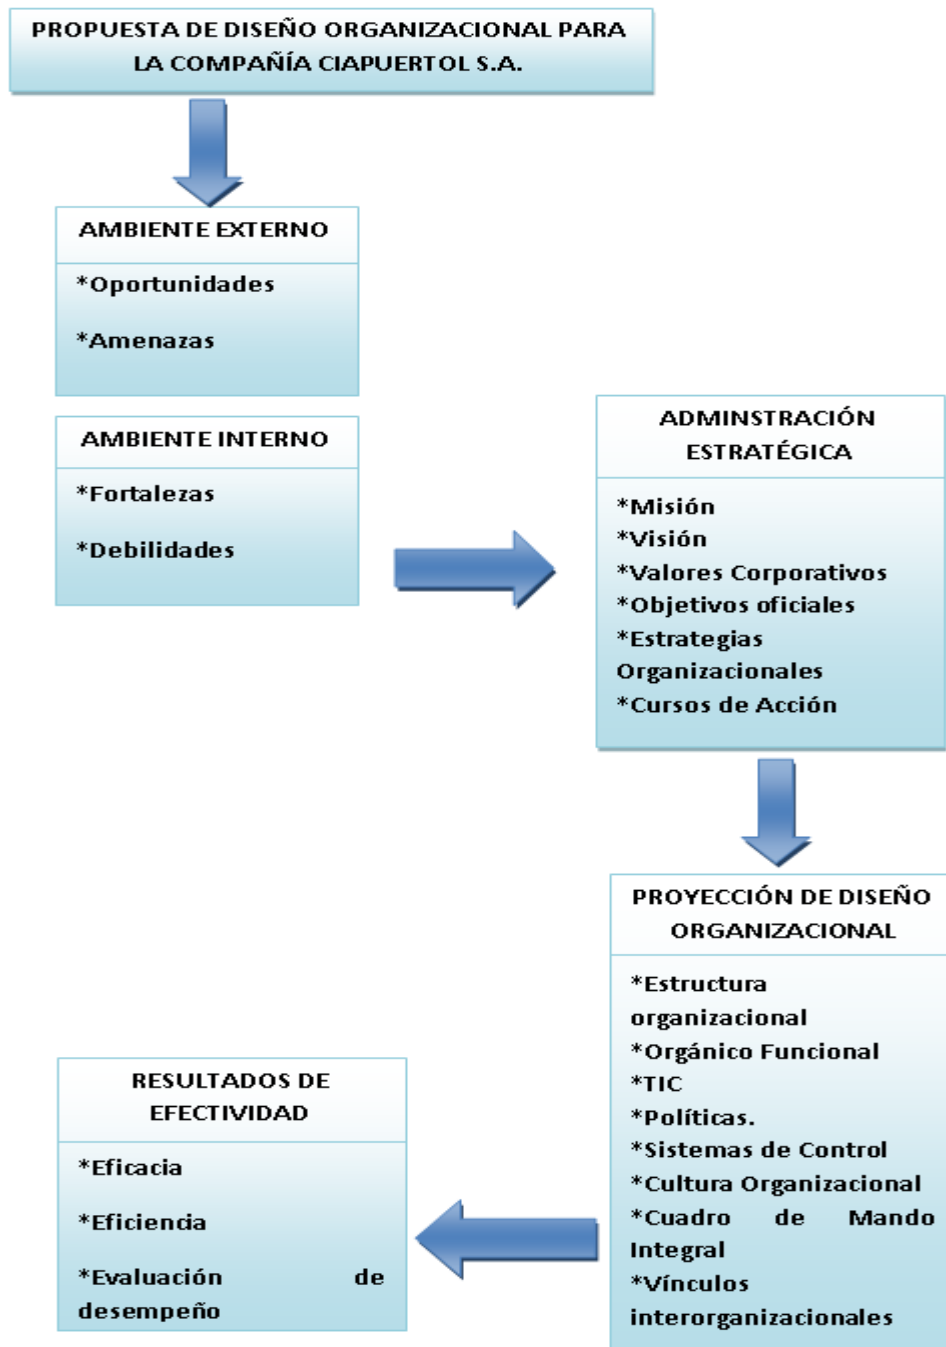 PROPUESTA DE DISEÑO ORGANIZACIONAL PARA
LA COMPAÑÍA CIAPUERTOL S.A.
AMBIENTE EXTERNO
*Oportunidades
*Amenazas
AMBIENTE INTERNO
*Fortalezas
*Debilidades
ADMINSTRACIÓN
ESTRATÉGICA
*Misión
*Visión
*Valores Corporativos
*Objetivos oficiales
*Estrategias
Organizacionales
*Cursos de Acción
PROYECCIÓN DE DISEÑO
ORGANIZACIONAL
*Estructura
organizacional
*Orgánico Funcional
*TIC
*Políticas.
*Sistemas de Control
*Cultura Organizacional
*Cuadro de Mando
Integral
*Vínculos
interorganizacionales
RESULTADOS DE
EFECTIVIDAD
*Eficacia
*Eficiencia
*Evaluación de
desempeño